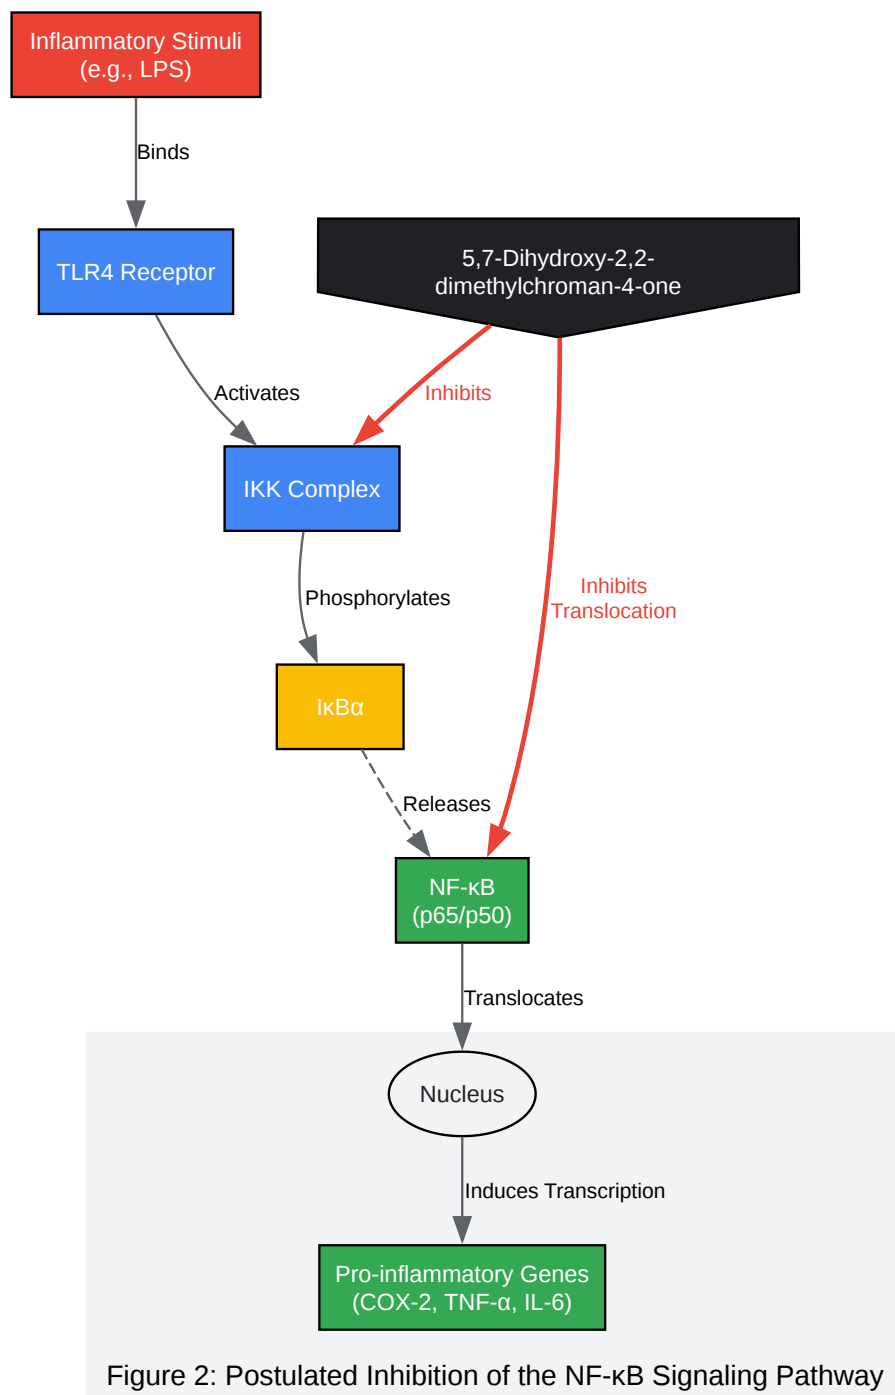 Inflammatory Stimuli
(e.g., LPS)
Binds
TLR4 Receptor
5,7-Dihydroxy-2,2-
dimethylchroman-4-one
Activates
Inhibits
IKK Complex
Phosphorylates
Inhibits
Translocation
IκBα
Releases
NF-κB
(p65/p50)
Translocates
Nucleus
Induces Transcription
Pro-inflammatory Genes
(COX-2, TNF-α, IL-6)
Figure 2: Postulated Inhibition of the NF-κB Signaling Pathway